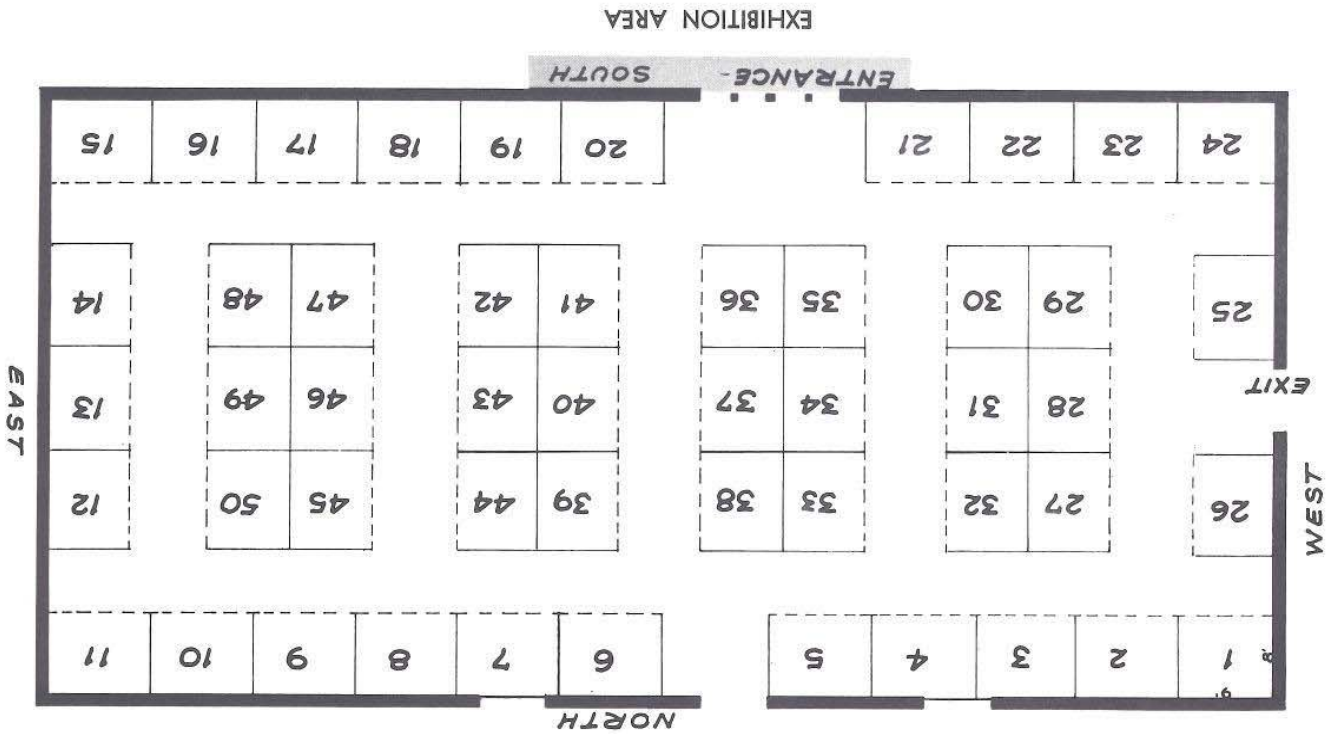 NORTH
9'
8'
1 2 3 4 5 6 7 8 9 10 11
WEST
26 27 32 33 38 39 44 45 50 12
28 31 34 37 40 43 46 49 13
EAST
EXIT
25 29 30 35 36 41 42 47 48 14
24 23 22 21 20 19 18 17 16 15
ENTRANCE - SOUTH
EXHIBITION AREA